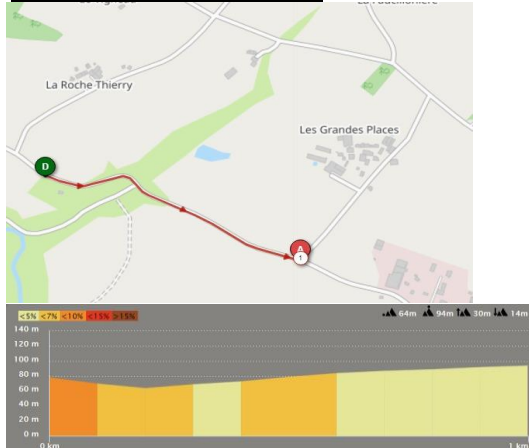 La Roche Thierry
Les Grandes Places
D
A
1
<5% <7% <10% <15% >15%
64m 94m 30m 14m
140 m
120 m
100 m
80 m
60 m
40 m
20 m
0 m
0 km
1 km